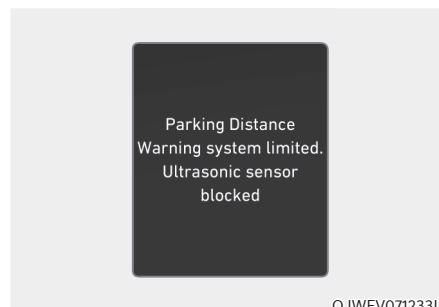 Parking Distance
Warning system limited.
Ultrasonic sensor
blocked